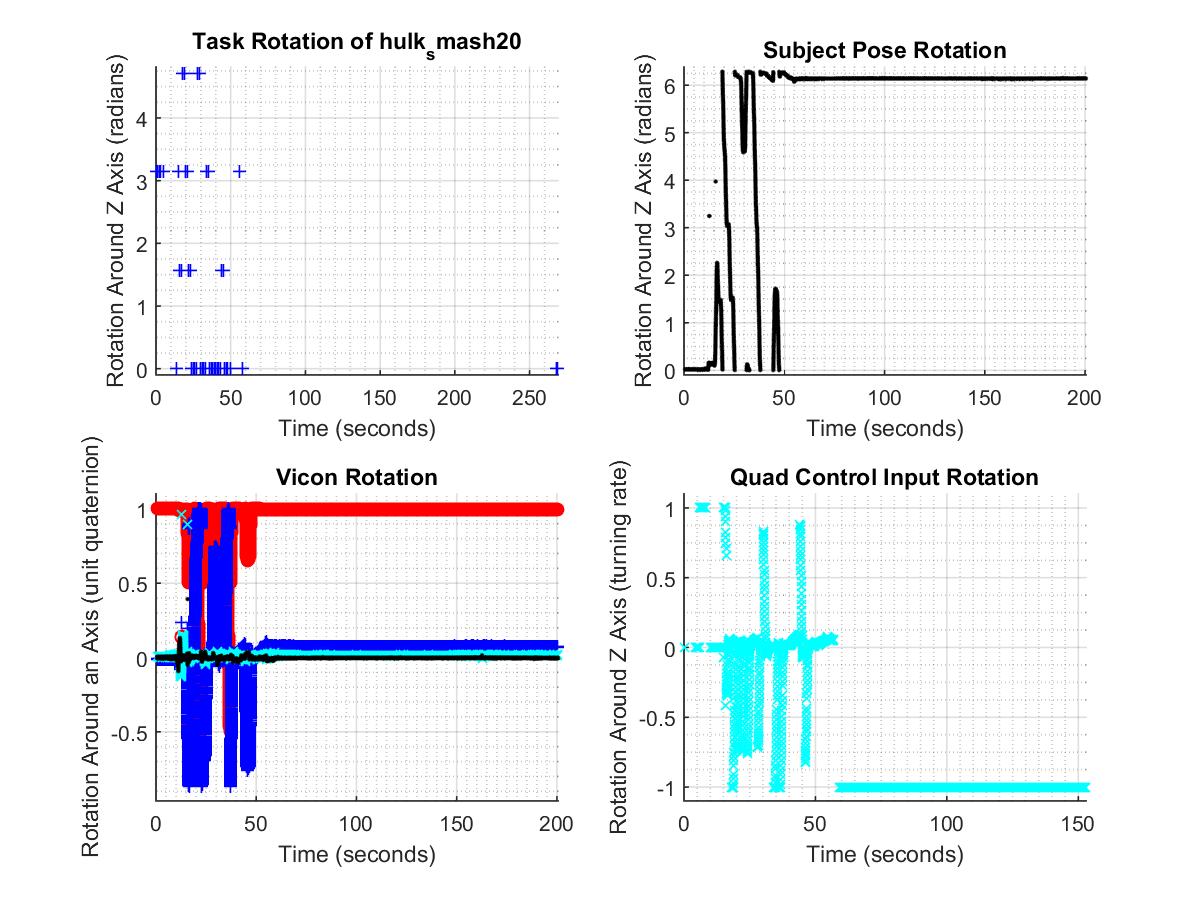 Task Rotation of hulksmash20
Rotation Around Z Axis (radians)
4
3
2
1
0
0 50 100 150 200 250
Time (seconds)
Subject Pose Rotation
Rotation Around Z Axis (radians)
6
5
4
3
2
1
0
0 50 100 150 200
Time (seconds)
Vicon Rotation
Rotation Around an Axis (unit quaternion)
1
0.5
0
-0.5
0 50 100 150 200
Time (seconds)
Quad Control Input Rotation
Rotation Around Z Axis (turning rate)
1
0.5
0
-0.5
-1
0 50 100 150
Time (seconds)